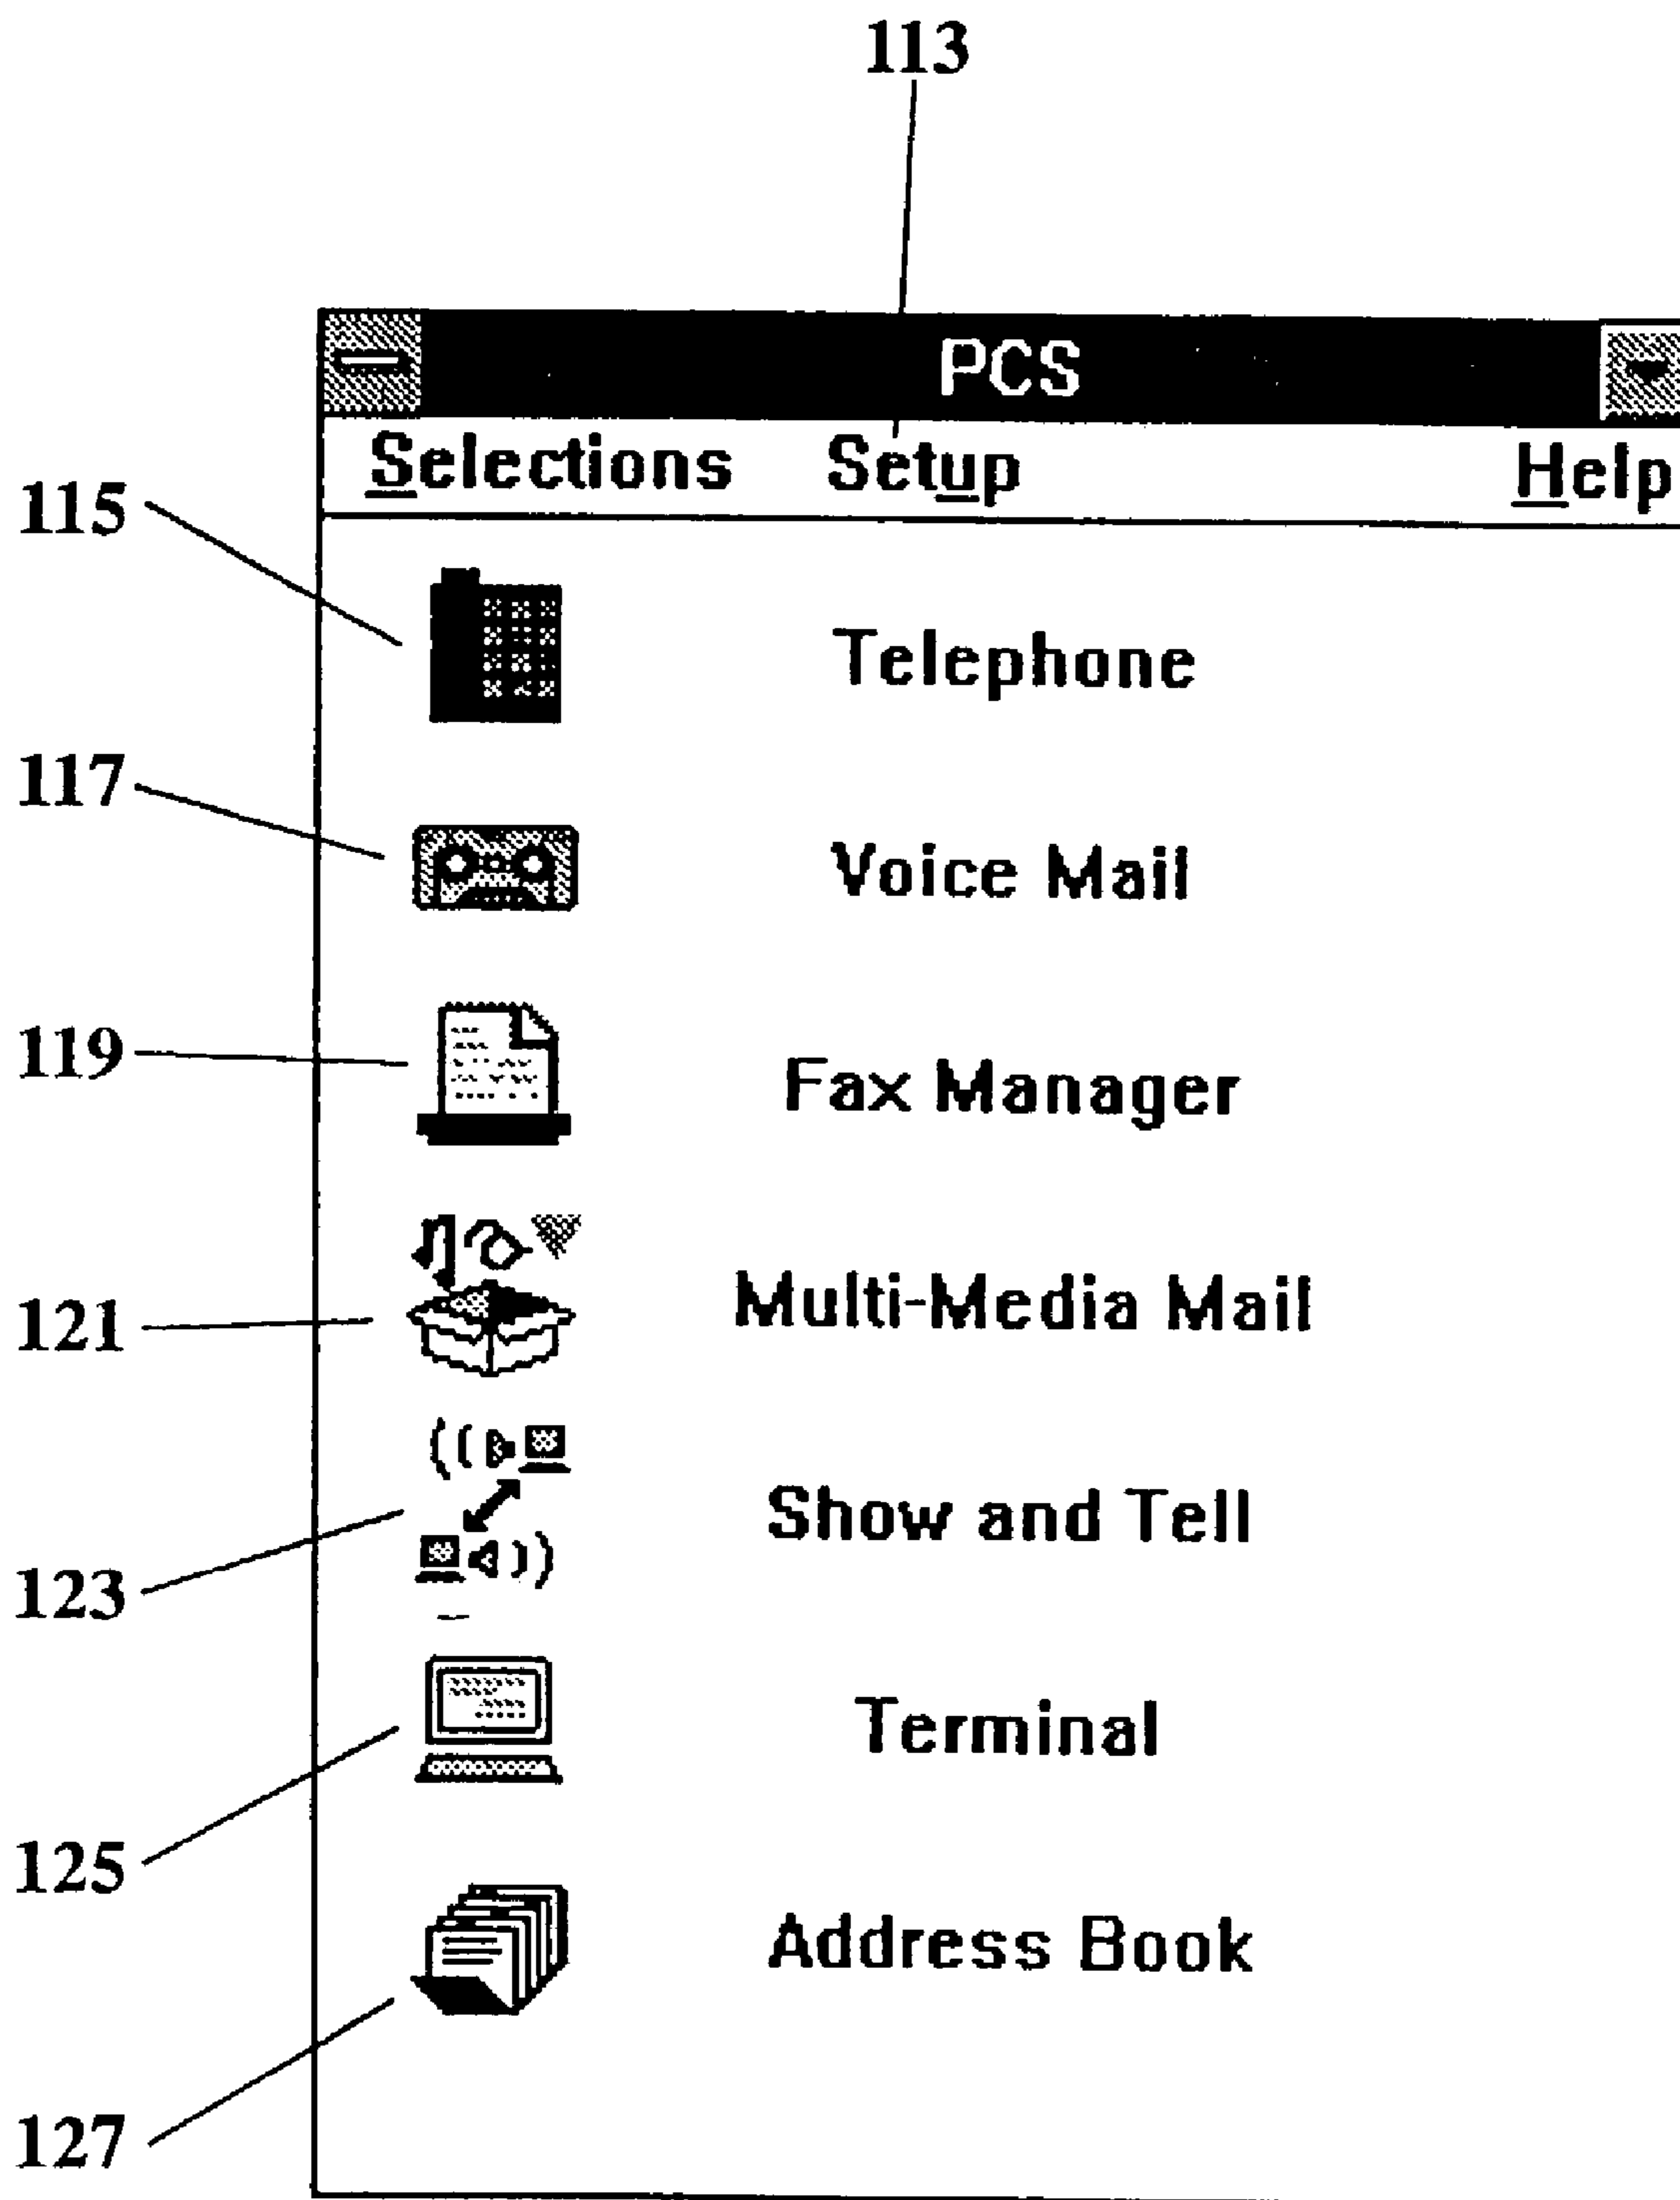 113
PCS
Selections Setup Help
115
Telephone
117
Voice Mail
119
Fax Manager
121
Multi-Media Mail
123
Show and Tell
125
Terminal
127
Address Book